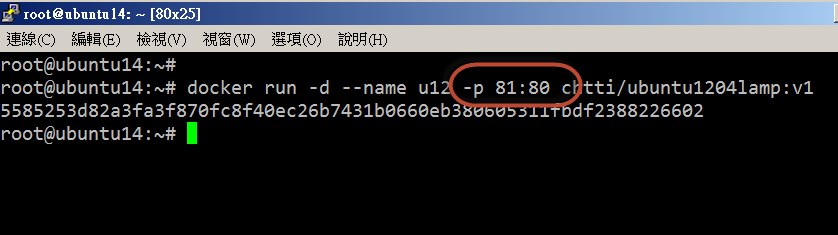 root@ubuntu14: ~ [80x25]
連線(C) 編輯(E) 檢視(V) 視窗(W) 選項(O) 說明(H)
root@ubuntu14:~#
root@ubuntu14:~# docker run -d --name u12 -p 81:80 chtti/ubuntu1204lamp:v1
5585253d82a3fa3f870fc8f40ec26b7431b0660eb380605311fbdf2388226602
root@ubuntu14:~#